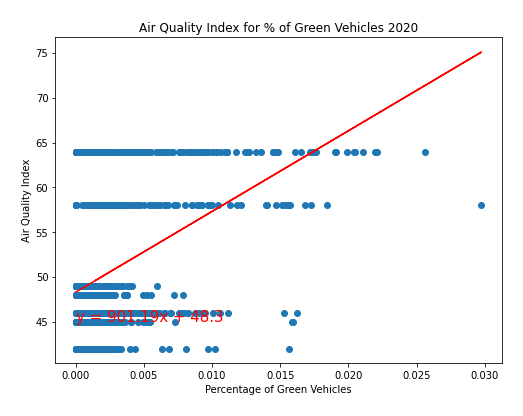 Air Quality Index for % of Green Vehicles 2020
75
70
65
60
55
50
45
Air Quality Index
y = 901.19x + 48.3
0.000 0.005 0.010 0.015 0.020 0.025 0.030
Percentage of Green Vehicles